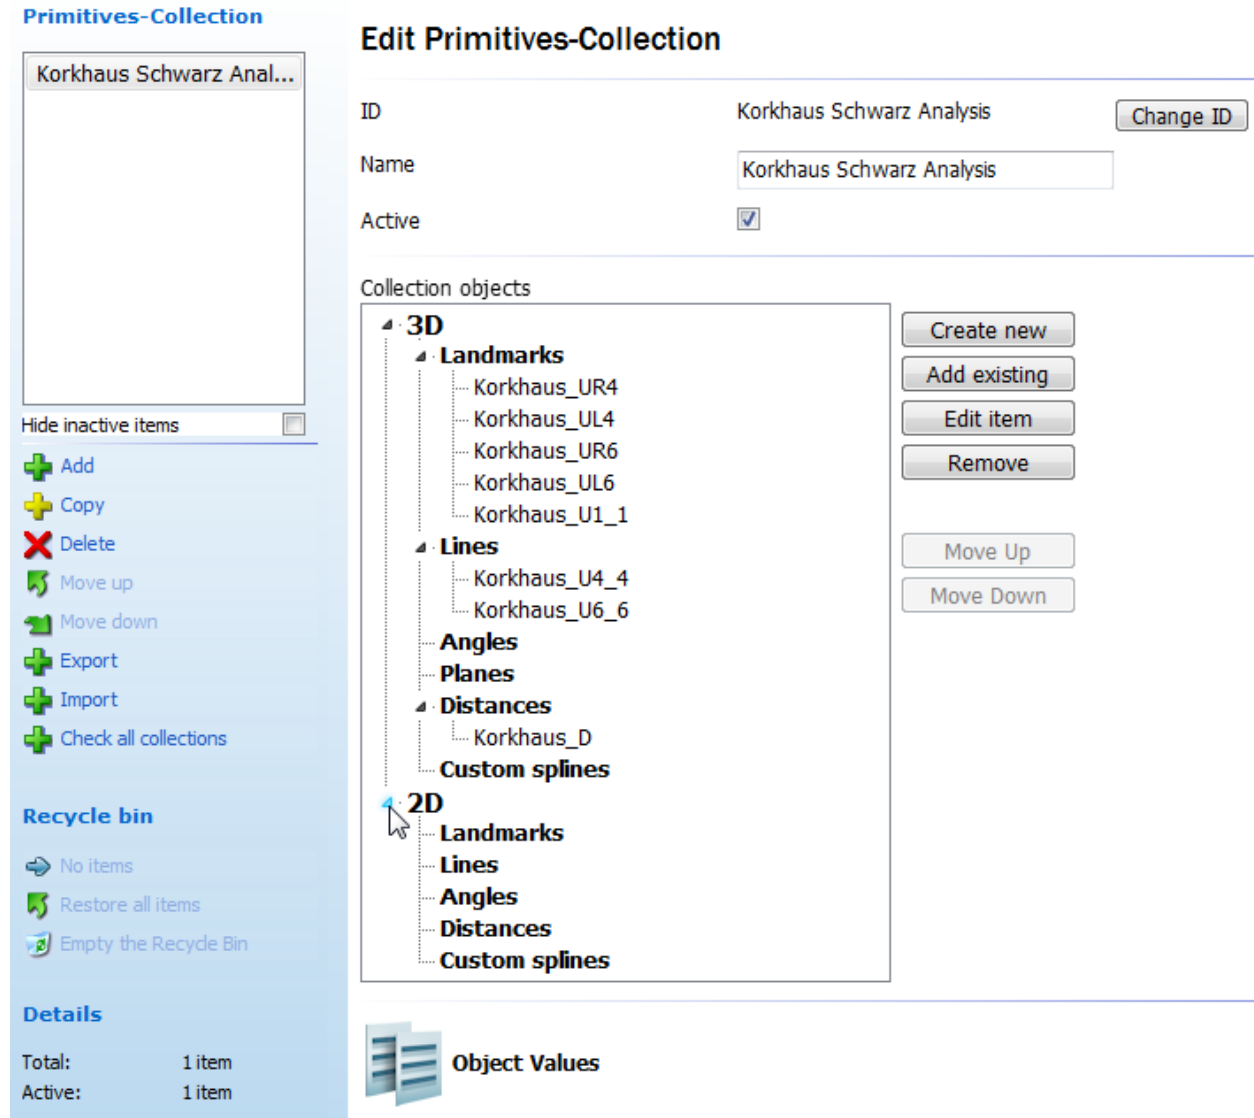 Primitives-Collection
Korkhaus Schwarz Anal...
Hide inactive items
Add
Copy
Delete
Move up
Move down
Export
Import
Check all collections
Recycle bin
No items
Restore all items
Empty the Recycle Bin
Details
Total: 1 item
Active: 1 item
Edit Primitives-Collection
ID Korkhaus Schwarz Analysis Change ID
Name Korkhaus Schwarz Analysis
Active
Collection objects
3D
Landmarks
Korkhaus_UR4
Korkhaus_UL4
Korkhaus_UR6
Korkhaus_UL6
Korkhaus_U1_1
Lines
Korkhaus_U4_4
Korkhaus_U6_6
Angles
Planes
Distances
Korkhaus_D
Custom splines
2D
Landmarks
Lines
Angles
Distances
Custom splines
Create new
Add existing
Edit item
Remove
Move Up
Move Down
Object Values